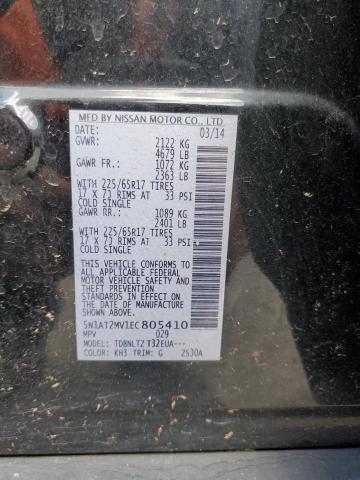 MFD BY NISSAN MOTOR CO., LTD.
DATE: 03/14
GVWR: 2122 KG
4679 LB
GAWR FR.: 1072 KG
2363 LB
WITH 225/65R17 TIRES
17 X 7J RIMS AT 33 PSI
COLD SINGLE
GAWR RR.: 1089 KG
2401 LB
WITH 225/65R17 TIRES
17 X 7J RIMS AT 33 PSI
COLD SINGLE
THIS VEHICLE CONFORMS
TO ALL APPLICABLE FEDERAL
MOTOR VEHICLE SAFETY AND
THEFT PREVENTION
STANDARDS IN EFFECT ON
THE DATE OF MANUFACTURE
SHOWN ABOVE.
5N1AT2MV1EC805410
MPV 029
MODEL: TDBNLTZ T32EUA---
COLOR: KH3 TRIM: G 2S30A